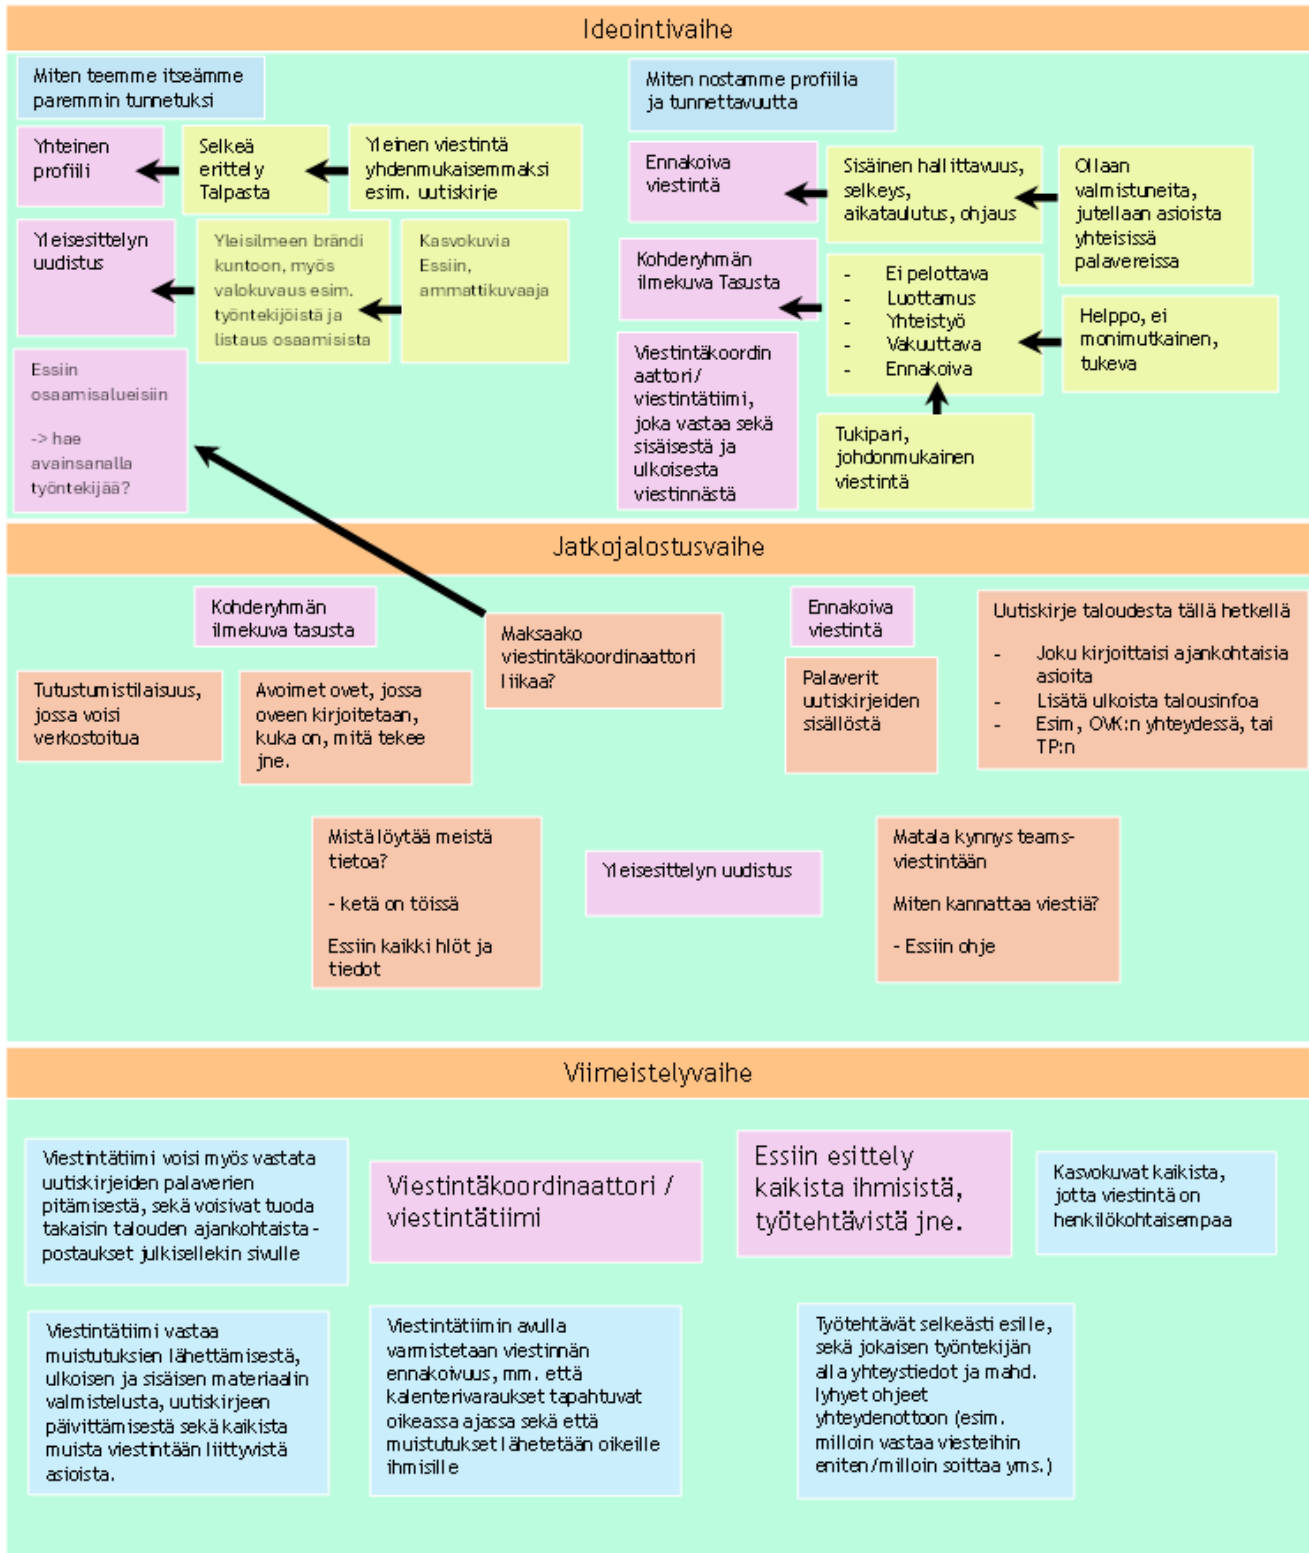 Ideointivaihe
Miten teemme itseämme
paremmin tunnetuksi
Miten nostamme profiilia
ja tunnettavuutta
Yhteinen
profiili
Selkeä
erittely
Talpasta
Yleinen viestintä
yhdenmukaisemmaksi
esim. uutiskirje
Ennakoiva
viestintä
Sisäinen hallittavuus,
selkeys,
aikataulutus, ohjaus
Ollaan
valmistuneita,
jutellaan asioista
yhteisissä
palavereissa
Yleisesittelyn
uudistus
Yleisilmeen brändi
kuntoon, myös
valokuvaus esim.
työntekijöistä ja
listaus osaamisista
Kasvokuvia
Essiin,
ammattikuvaaja
Kohderyhmän
ilmekuva Tasusta
- Ei pelottava
- Luottamus
- Yhteistyö
- Vakuuttava
- Ennakoiva
Helppo, ei
monimutkainen,
tukeva
Essiin
osaamisalueisiin
-> hae
avainsanalla
työntekijää?
Viestintäkoordin
aattori/
viestintätiimi,
joka vastaa sekä
sisäisestä ja
ulkoisesta
viestinnästä
Tukipari,
johdonmukainen
viestintä
Jatkojalostusvaihe
Kohderyhmän
ilmekuva tasusta
Maksaako
viestintäkoordinaattori
liikaa?
Ennakoiva
viestintä
Uutiskirje taloudesta tällä hetkellä
- Joku kirjoittaisi ajankohtaisia
asioita
- Lisätä ulkoista talousinfoa
- Esim, OVK:n yhteydessä, tai
TP:n
Tutustumistilaisuus,
jossa voisi
verkostoitua
Avoimet ovet, jossa
oveen kirjoitetaan,
kuka on, mitä tekee
jne.
Palaverit
uutiskirjeiden
sisällöstä
Mistä löytää meistä
tietoa?
- ketä on töissä
Essiin kaikki hlöt ja
tiedot
Yleisesittelyn uudistus
Matala kynnys teams-
viestintään
Miten kannattaa viestiä?
- Essiin ohje
Viimeistelyvaihe
Viestintätiimi voisi myös vastata
uutiskirjeiden palaverien
pitämisestä, sekä voisivat tuoda
takaisin talouden ajankohtaista-
postaukset julkisellekin sivulle
Viestintäkoordinaattori /
viestintätiimi
Essiin esittely
kaikista ihmisistä,
työtehtävistä jne.
Kasvokuvat kaikista,
jotta viestintä on
henkilökohtaisempaa
Viestintätiimi vastaa
muistutuksien lähettämisestä,
ulkoisen ja sisäisen materiaalin
valmistelusta, uutiskirjeen
päivittämisestä sekä kaikista
muista viestintään liittyvistä
asioista.
Viestintätiimin avulla
varmistetaan viestinnän
ennakoivuus, mm. että
kalenterivaraukset tapahtuvat
oikeassa ajassa sekä että
muistutukset lähetetään oikeille
ihmisille
Työtehtävät selkeästi esille,
sekä jokaisen työntekijän
alla yhteystiedot ja mahd.
lyhyet ohjeet
yhteydenottoon (esim.
milloin vastaa viesteihin
eniten/milloin soittaa yms.)